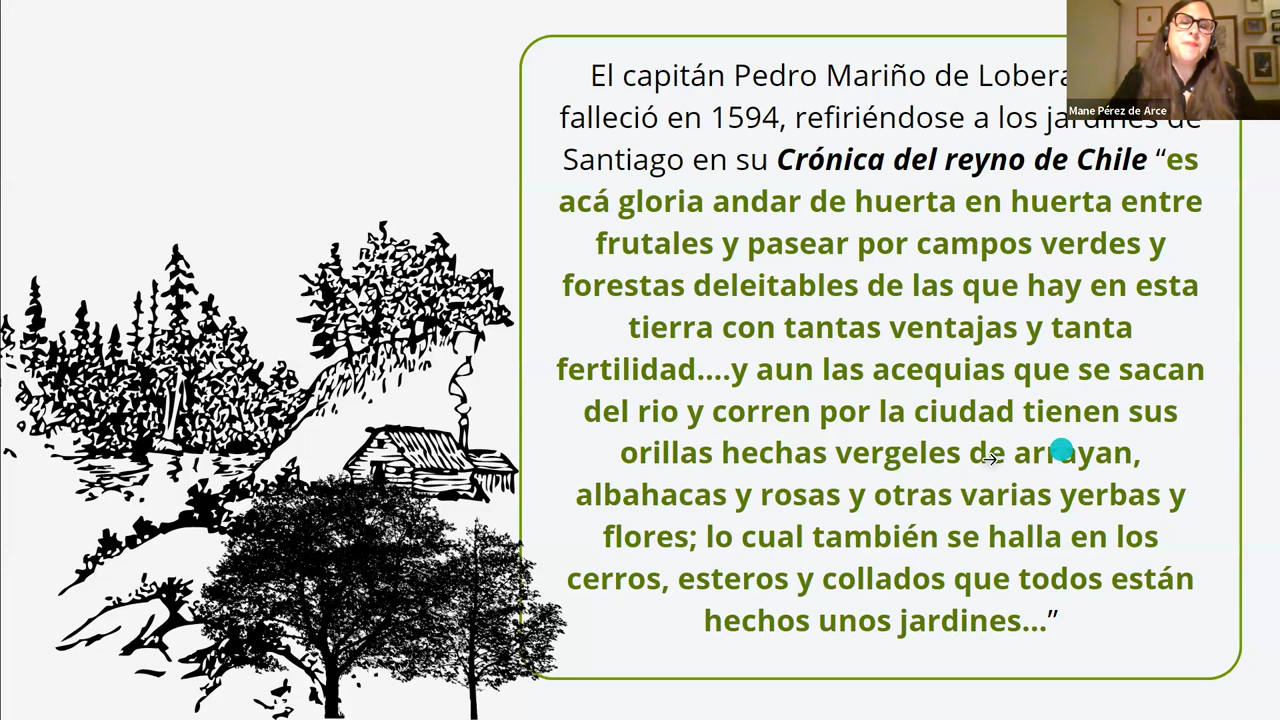 El capitán Pedro Mariño de Lobera
falleció en 1594, refiriéndose a los jardines de
Santiago en su Crónica del reyno de Chile “es
acá gloria andar de huerta en huerta entre
frutales y pasear por campos verdes y
forestas deleitables de las que hay en esta
tierra con tantas ventajas y tanta
fertilidad....y aun las acequias que se sacan
del rio y corren por la ciudad tienen sus
orillas hechas vergeles de arrayan,
albahacas y rosas y otras varias yerbas y
flores; lo cual también se halla en los
cerros, esteros y collados que todos están
hechos unos jardines...”
Mane Pérez de Arce